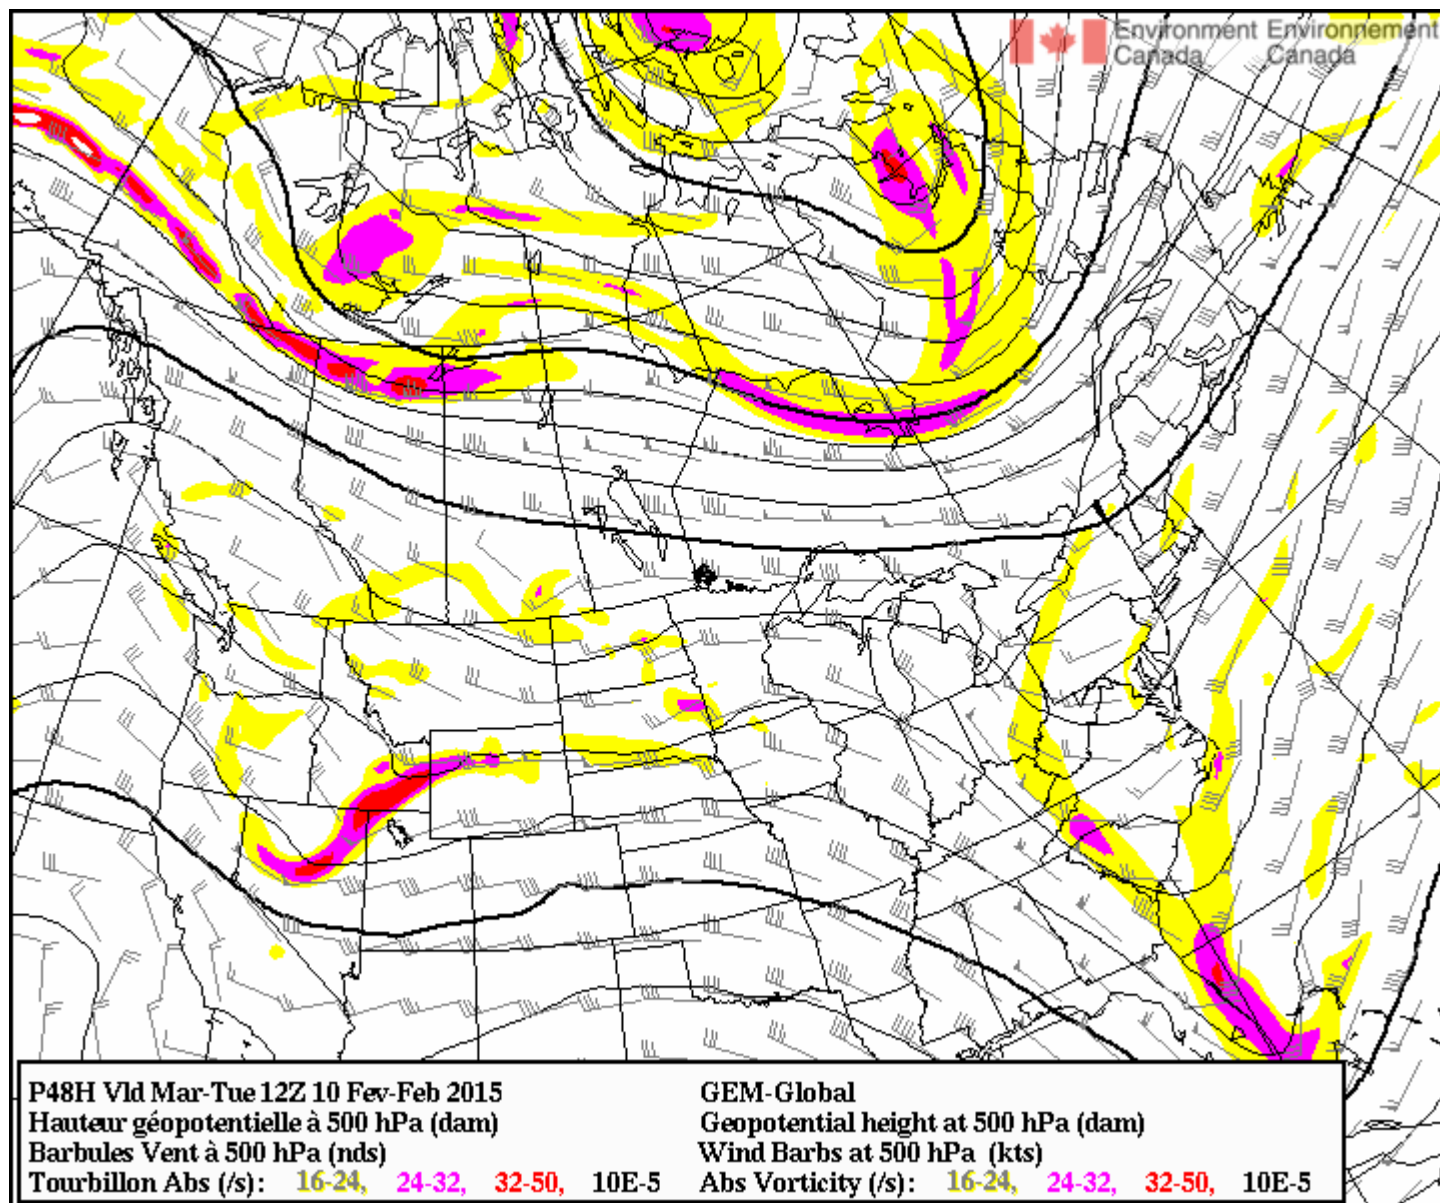 Environment Environnement
Canada Canada
P48H Vld Mar-Tue 12Z 10 Fev-Feb 2015 GEM-Global
Hauteur géopotentielle à 500 hPa (dam) Geopotential height at 500 hPa (dam)
Barbules Vent à 500 hPa (nds) Wind Barbs at 500 hPa (kts)
Tourbillon Abs (/s): 16-24, 24-32, 32-50, 10E-5 Abs Vorticity (/s): 16-24, 24-32, 32-50, 10E-5